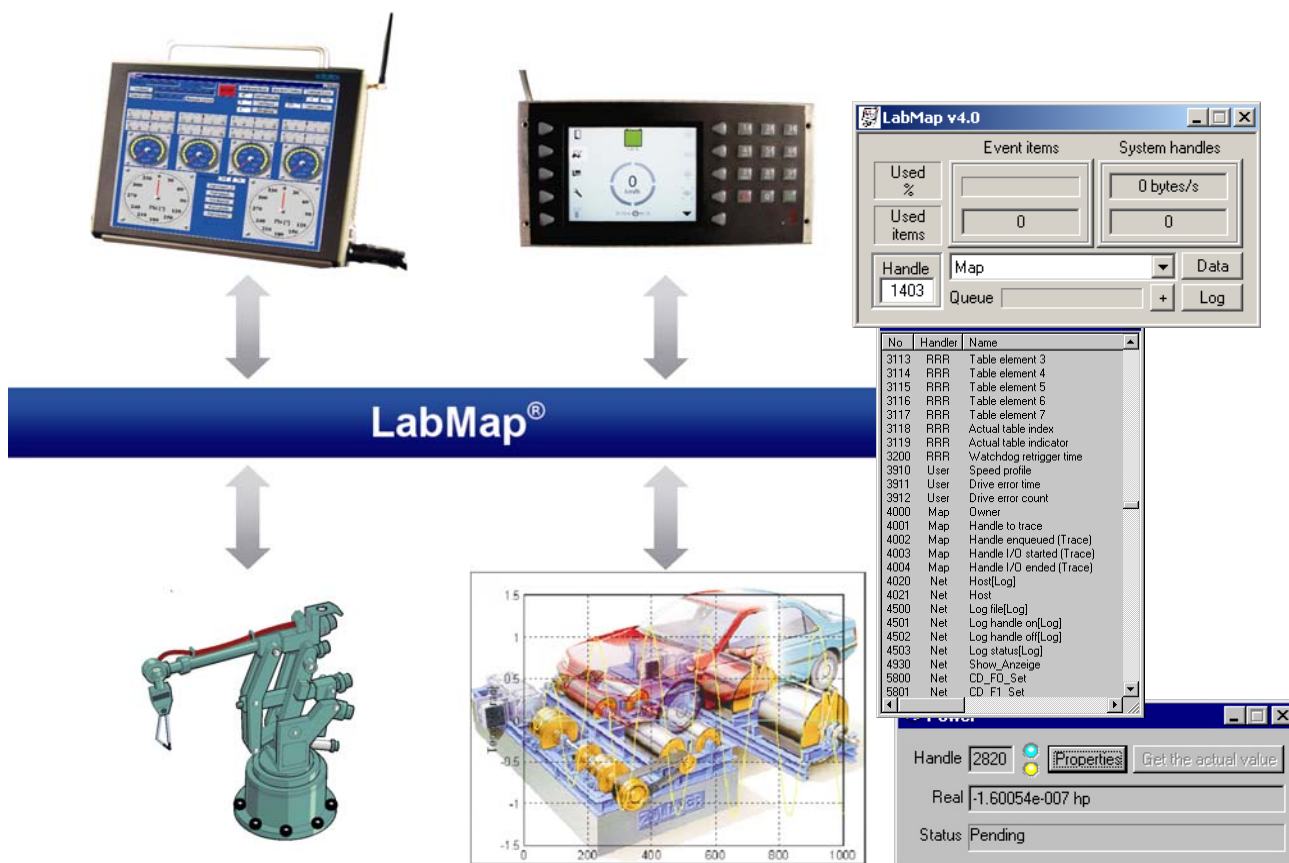 LabMap v4.0
Event items System handles
Used %
0 bytes/s
Used items
0 0
Handle Map Data
1403 Queue + Log
LabMap®
No Handler Name
3113 RRR Table element 3
3114 RRR Table element 4
3115 RRR Table element 5
3116 RRR Table element 6
3117 RRR Table element 7
3118 RRR Actual table index
3119 RRR Actual table indicator
3200 RRR Watchdog retrigger time
3910 User Speed profile
3911 User Drive error time
3912 User Drive error count
4000 Map Owner
4001 Map Handle to trace
4002 Map Handle enqueued (Trace)
4003 Map Handle I/O started (Trace)
4004 Map Handle I/O ended (Trace)
4020 Net Host[Log]
4021 Net Host
4500 Net Log file[Log]
4501 Net Log handle on[Log]
4502 Net Log handle off[Log]
4503 Net Log status[Log]
4930 Net Show_Anzeige
5800 Net CD_F0_Set
5801 Net CD_F1_Set
0
km/h
1.5
1
0.5
0
-0.5
-1
-1.5
0 200 400 600 800 1000
ZÖLLNER
Power
Handle 2820 Properties Get the actual value
Real -1.60054e-007 hp
Status Pending